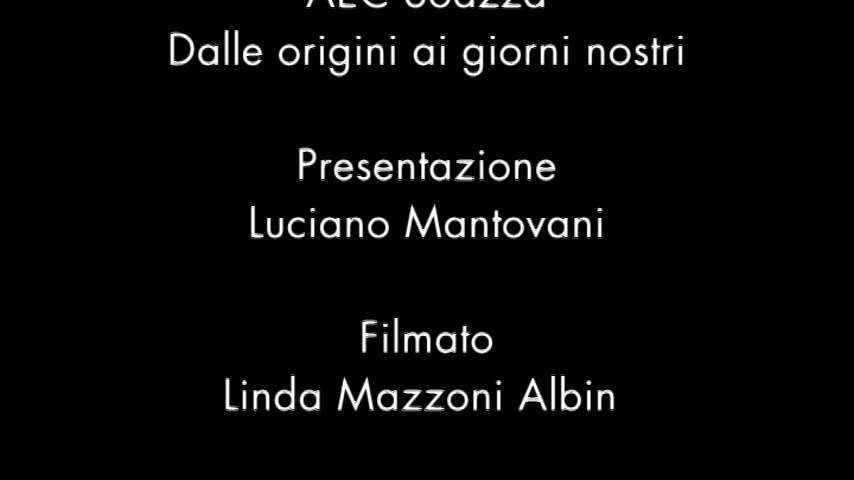 Dalle origini ai giorni nostri
Presentazione
Luciano Mantovani
Filmato
Linda Mazzoni Albin